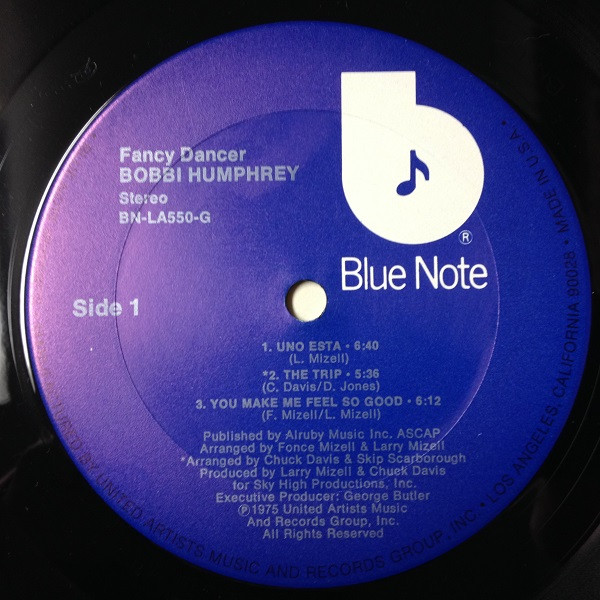 Fancy Dancer
BOBBI HUMPHREY
Stereo
BN-LA550-G
Side 1
®
Blue Note
1. UNO ESTA • 6:40
(L. Mizell)
*2. THE TRIP • 5:36
(C. Davis/D. Jones)
3. YOU MAKE ME FEEL SO GOOD • 6:12
(F. Mizell/L. Mizell)
Published by Alruby Music Inc. ASCAP
Arranged by Fonce Mizell & Larry Mizell
*Arranged by Chuck Davis & Skip Scarborough
Produced by Larry Mizell & Chuck Davis
for Sky High Productions, Inc.
Executive Producer: George Butler
℗1975 United Artists Music
And Records Group, Inc.
All Rights Reserved
BY UNITED ARTISTS MUSIC AND RECORDS GROUP, INC. • LOS ANGELES, CALIFORNIA 90028 • MADE IN U.S.A. •